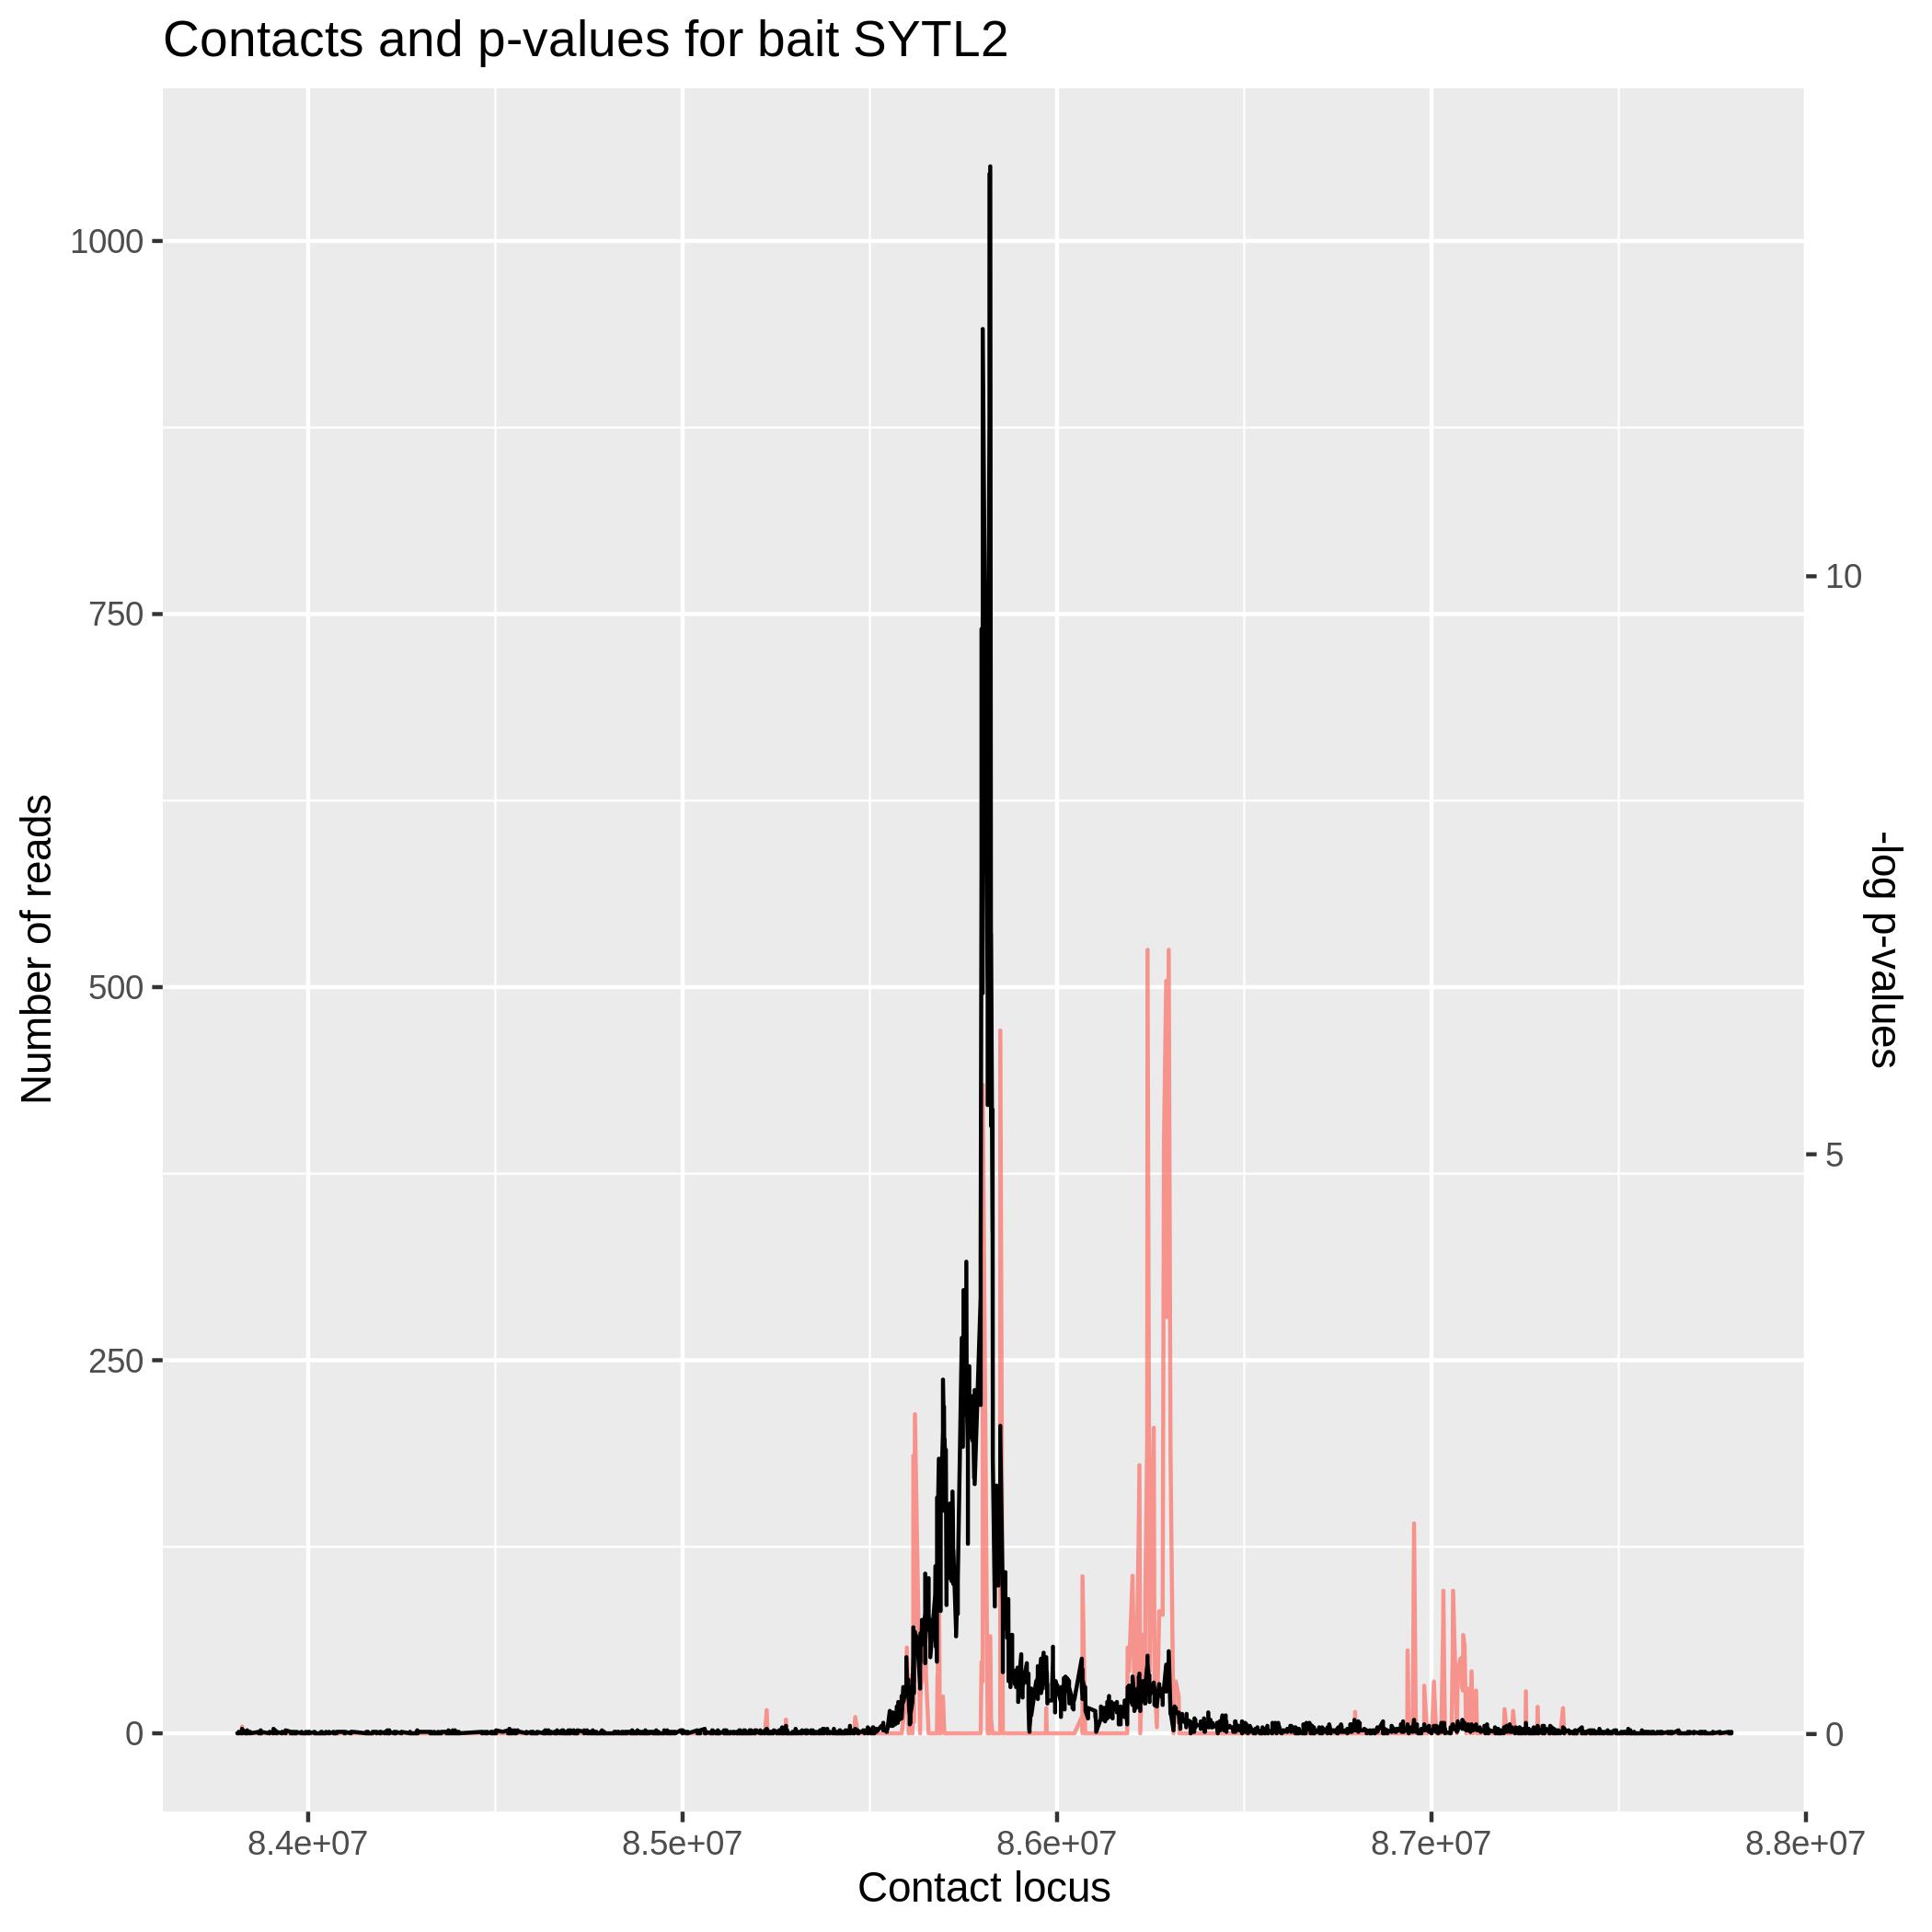 Contacts and p-values for bait SYTL2
Number of reads
1000
750
500
250
0
10
5
0
-log p-values
8.4e+07
8.5e+07
8.6e+07
8.7e+07
8.8e+07
Contact locus